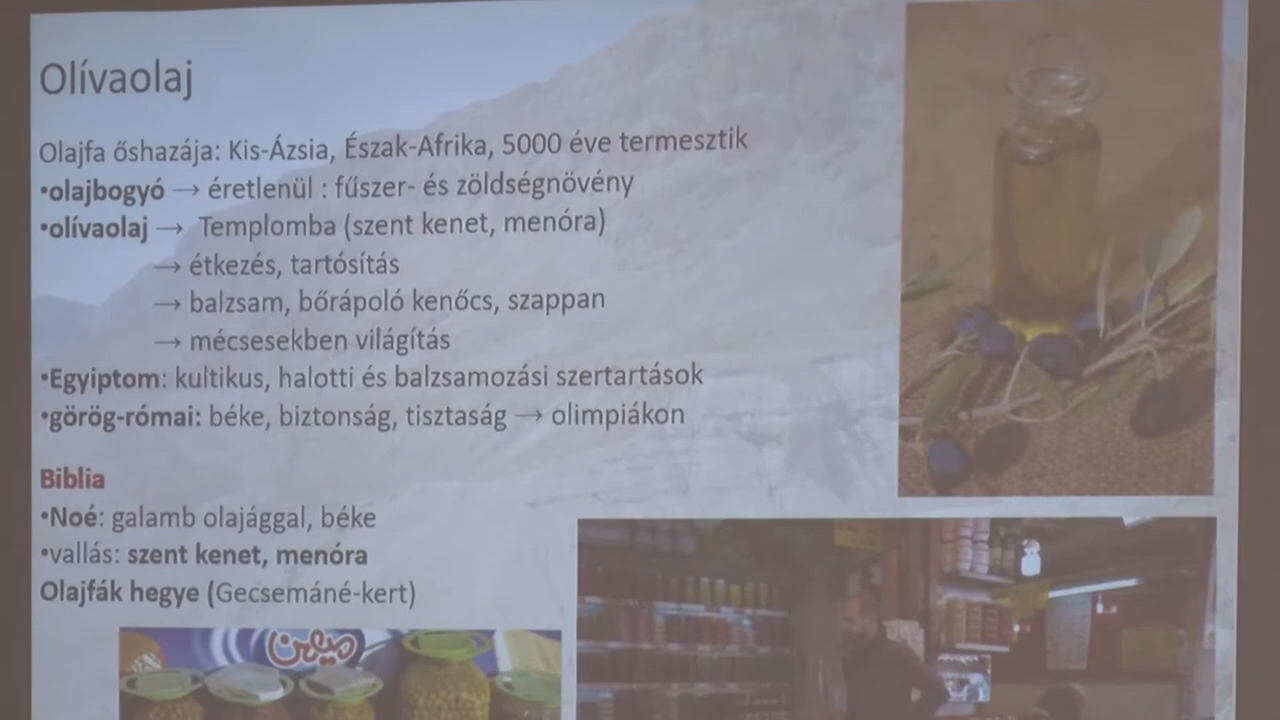 Olívaolaj
Olajfa őshazája: Kis-Ázsia, Észak-Afrika, 5000 éve termesztik
•olajbogyó → éretlenül : fűszer- és zöldségnövény
•olívaolaj → Templomba (szent kenet, menóra)
→ étkezés, tartósítás
→ balzsam, bőrápoló kenőcs, szappan
→ mécsesekben világítás
•Egyiptom: kultikus, halotti és balzsamozási szertartások
•görög-római: béke, biztonság, tisztaság → olimpiákon
Biblia
•Noé: galamb olajággal, béke
•vallás: szent kenet, menóra
Olajfák hegye (Gecsemáné-kert)